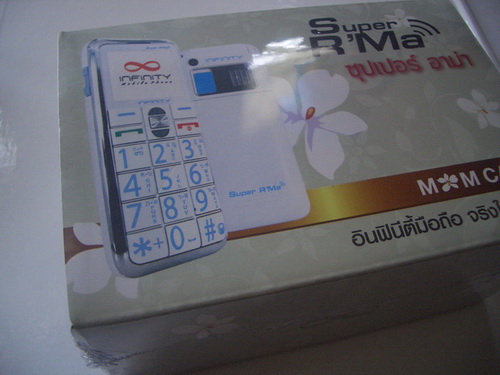 Super
R'Ma
ซุปเปอร์ อาม่า
INFINITY
Mobile Phone
INFINITY
Super R'Ma
1 2 3
4 5 6
7 8 9
*+ 0 #
M M CA
อินฟินีตี้มือถือ จริงใ